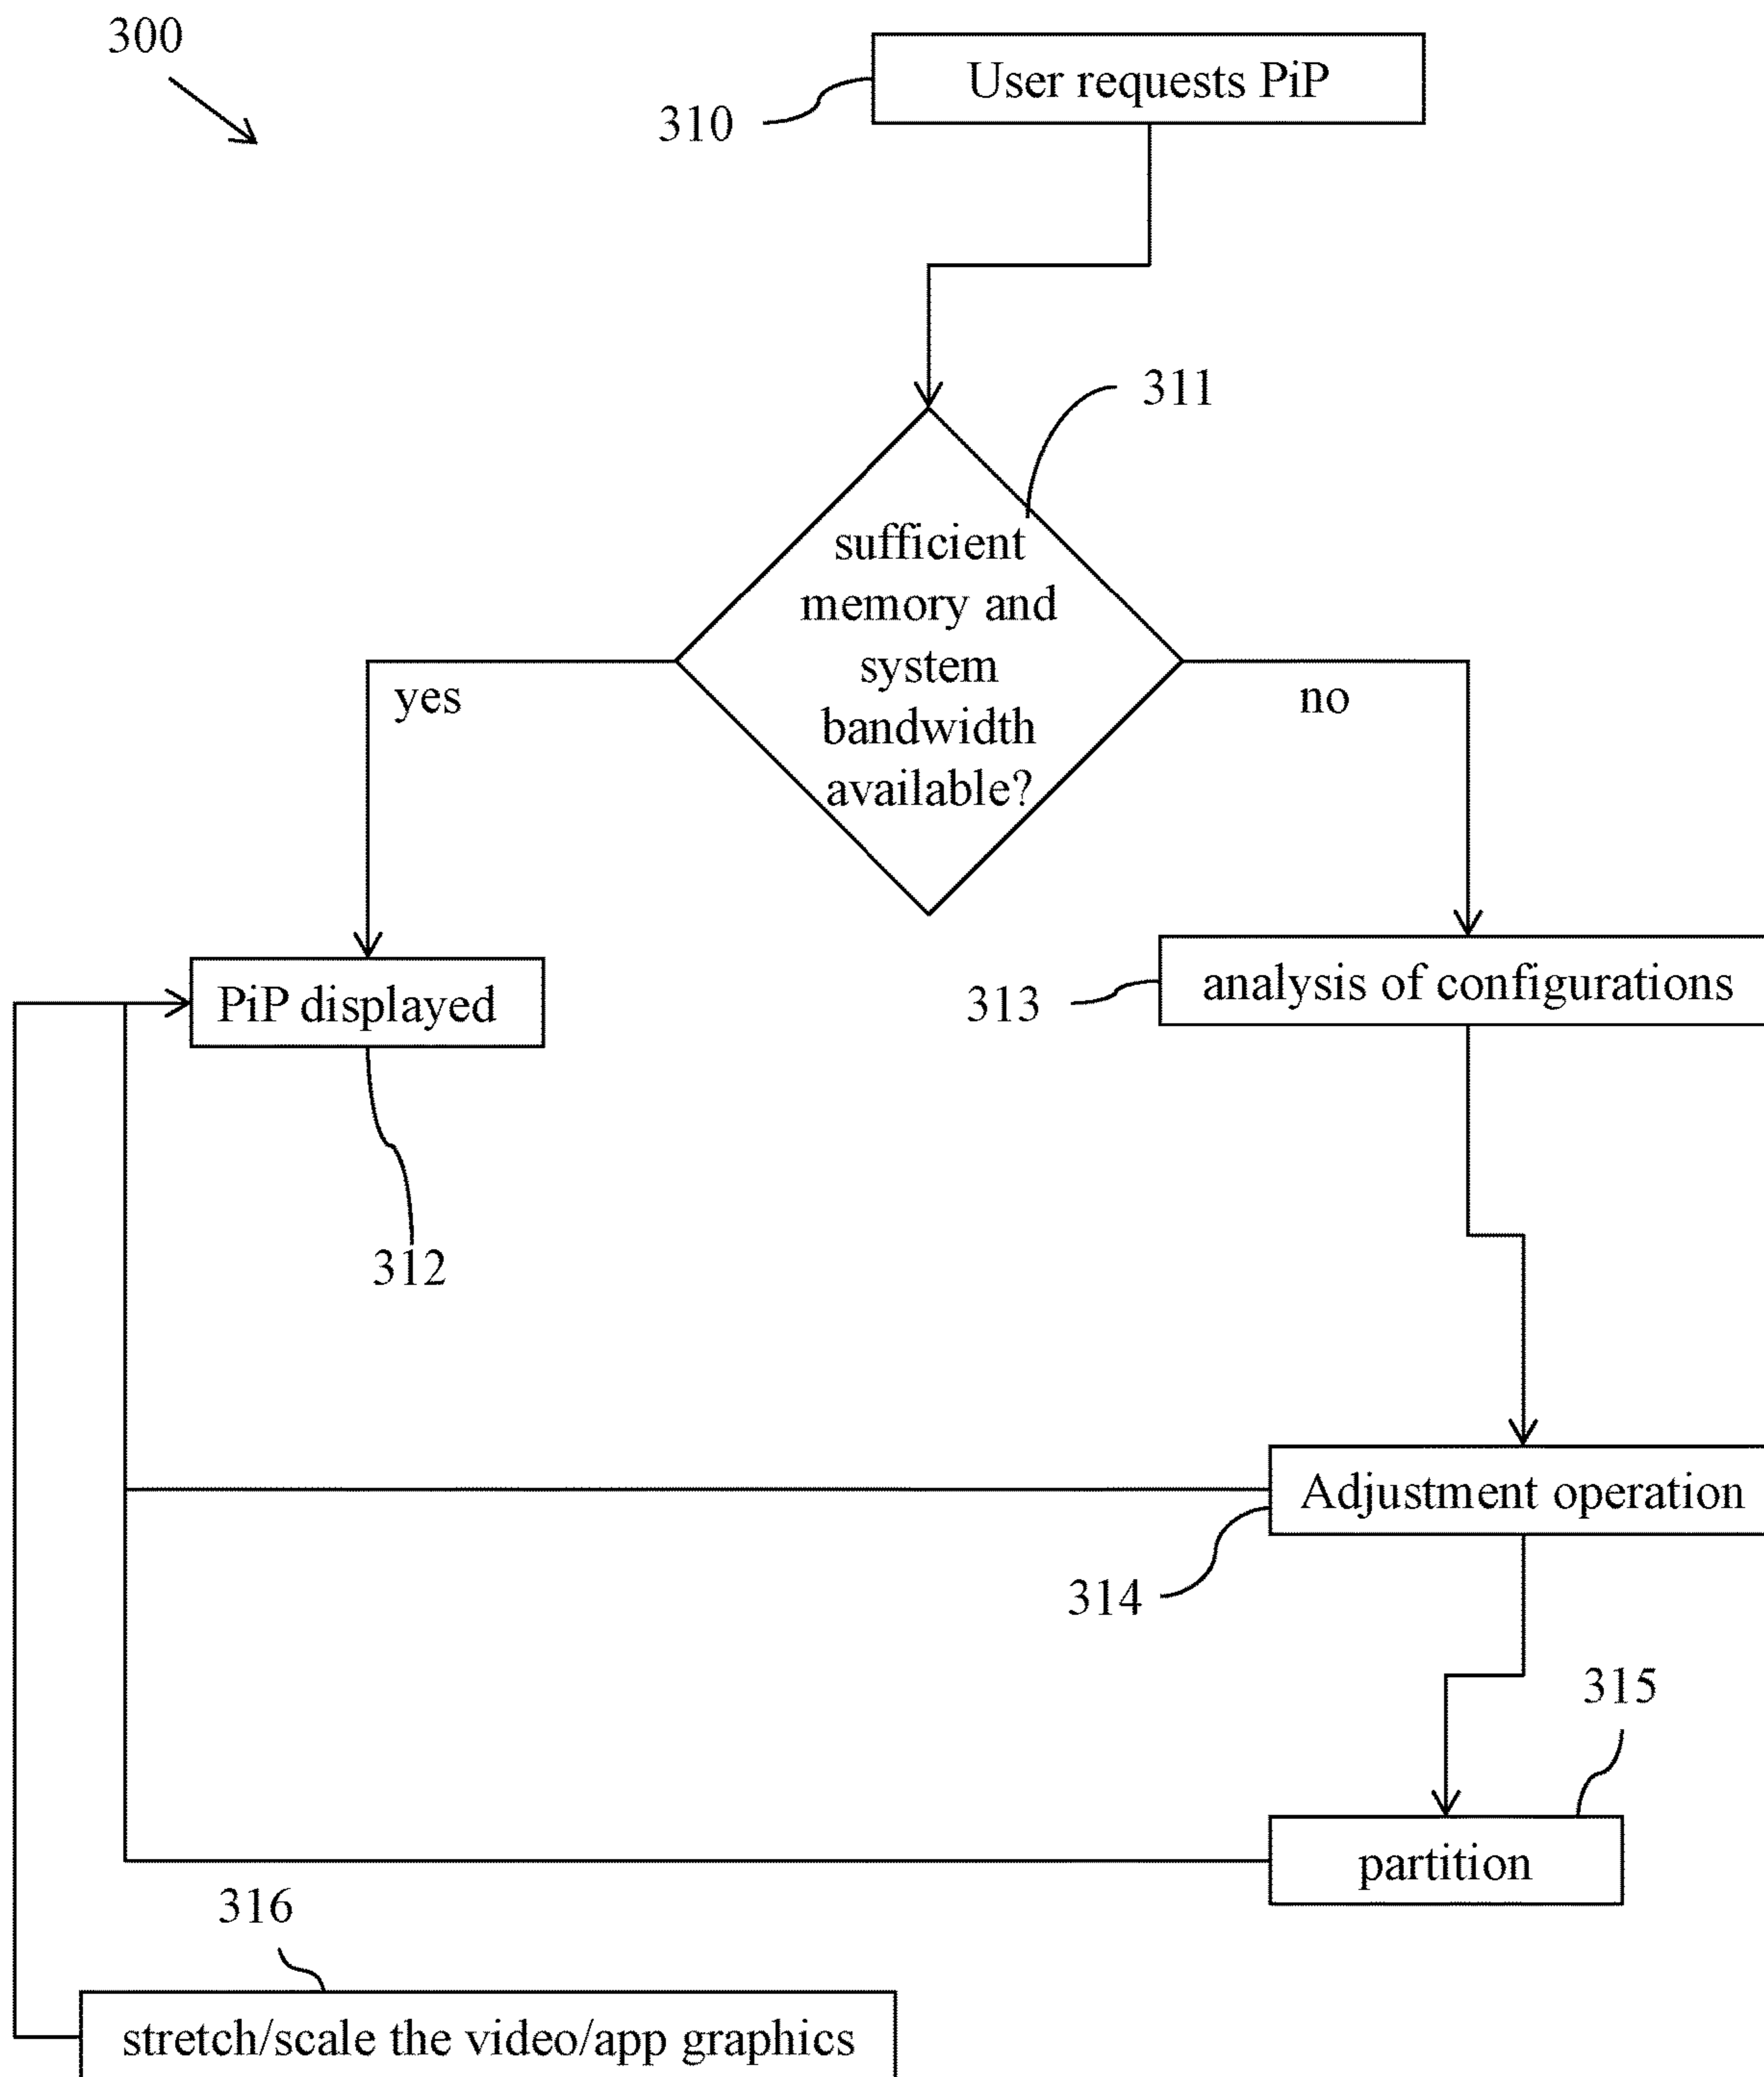 300
User requests PiP
310
311
sufficient
memory and
system
bandwidth
available?
yes
no
PiP displayed
analysis of configurations
313
312
Adjustment operation
314
315
partition
316
stretch/scale the video/app graphics